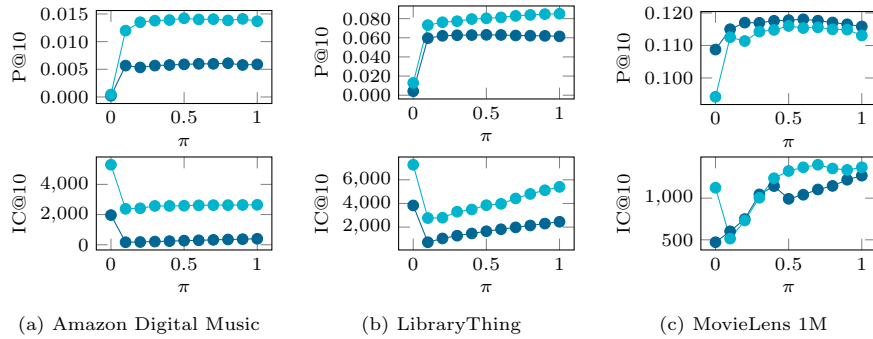 0.015
0.010
0.005
0.000
P@10
0
0.5
1
π
0.080
0.060
0.040
0.020
0.000
P@10
0
0.5
1
π
0.120
0.110
0.100
P@10
0
0.5
1
π
4,000
2,000
0
IC@10
0
0.5
1
π
6,000
4,000
2,000
IC@10
0
0.5
1
π
1,000
500
IC@10
0
0.5
1
π
(a) Amazon Digital Music
(b) LibraryThing
(c) MovieLens 1M